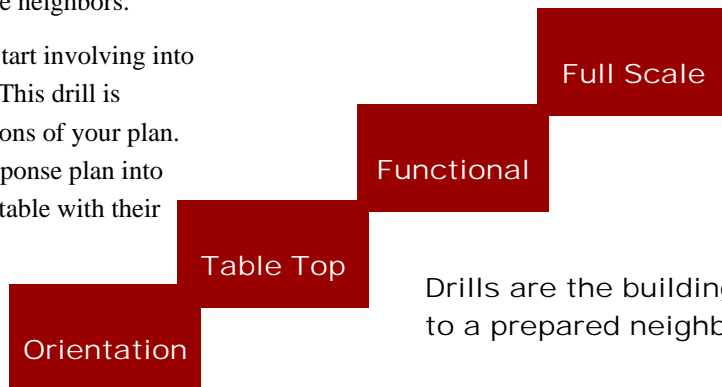 e neighbors.
tart involving into
This drill is
ons of your plan.
ponse plan into
table with their
Full Scale
Functional
Table Top
Orientation
Drills are the building
to a prepared neighb